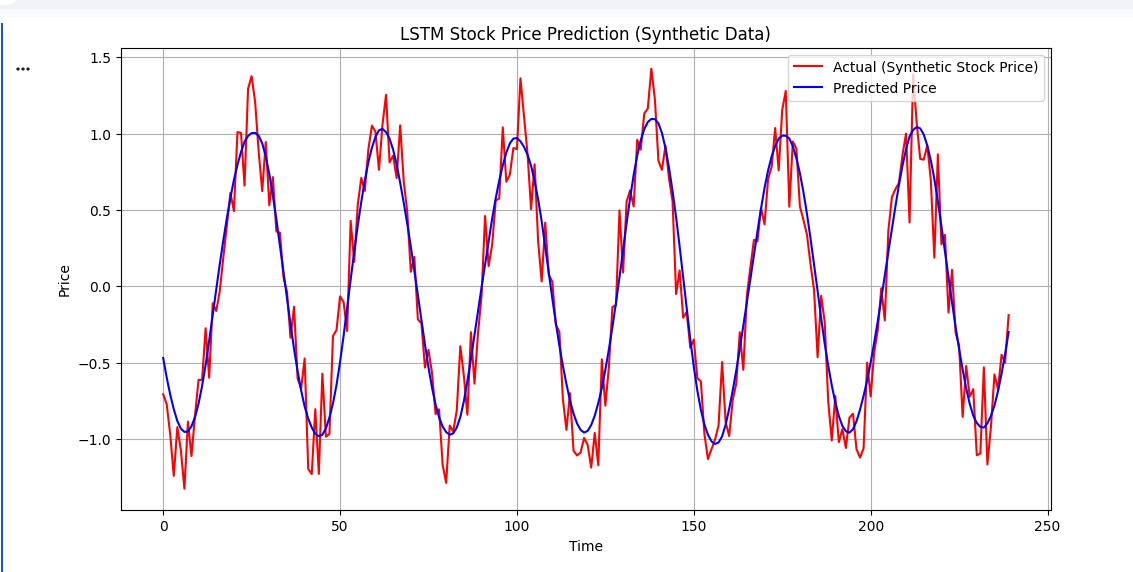 ...
LSTM Stock Price Prediction (Synthetic Data)
Actual (Synthetic Stock Price)
Predicted Price
1.5
1.0
0.5
0.0
−0.5
−1.0
Price
0 50 100 150 200 250
Time